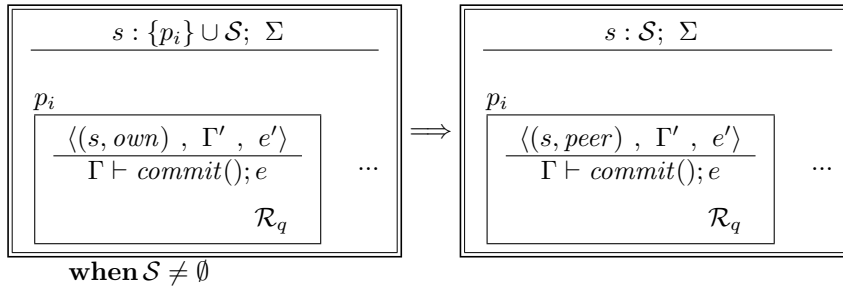 s : {p_i} ∪ 𝒮; Σ
p_i
⟨(s, own) , Γ′ , e′⟩
Γ ⊢ commit(); e
...
ℛ_q
⟹
s : 𝒮; Σ
p_i
⟨(s, peer) , Γ′ , e′⟩
Γ ⊢ commit(); e
...
ℛ_q
when 𝒮 ≠ ∅